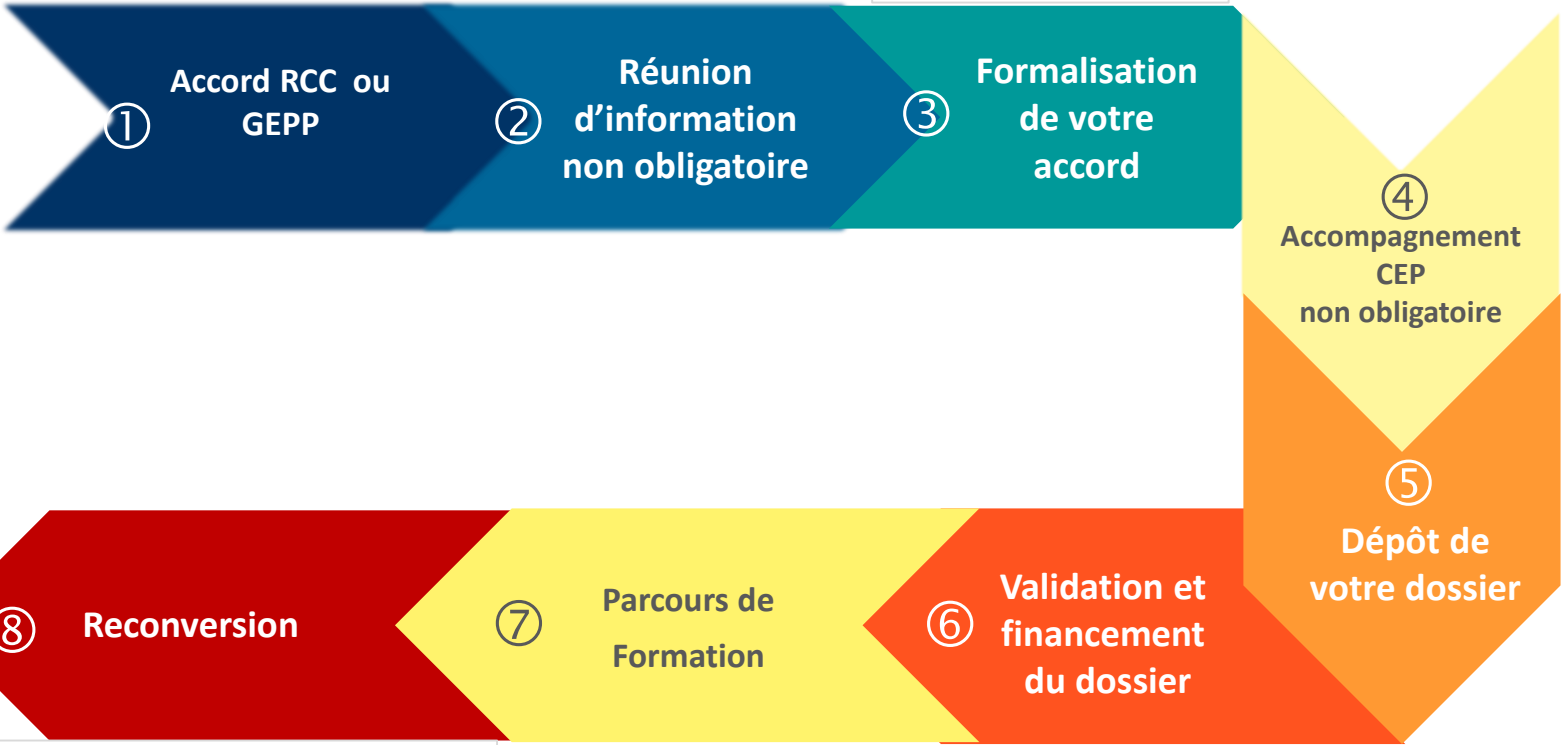 ①
Accord RCC ou
GEPP
②
Réunion
d’information
non obligatoire
③
Formalisation
de votre
accord
④
Accompagnement
CEP
non obligatoire
⑤
Dépôt de
votre dossier
⑥
Validation et
financement
du dossier
⑦
Parcours de
Formation
⑧
Reconversion